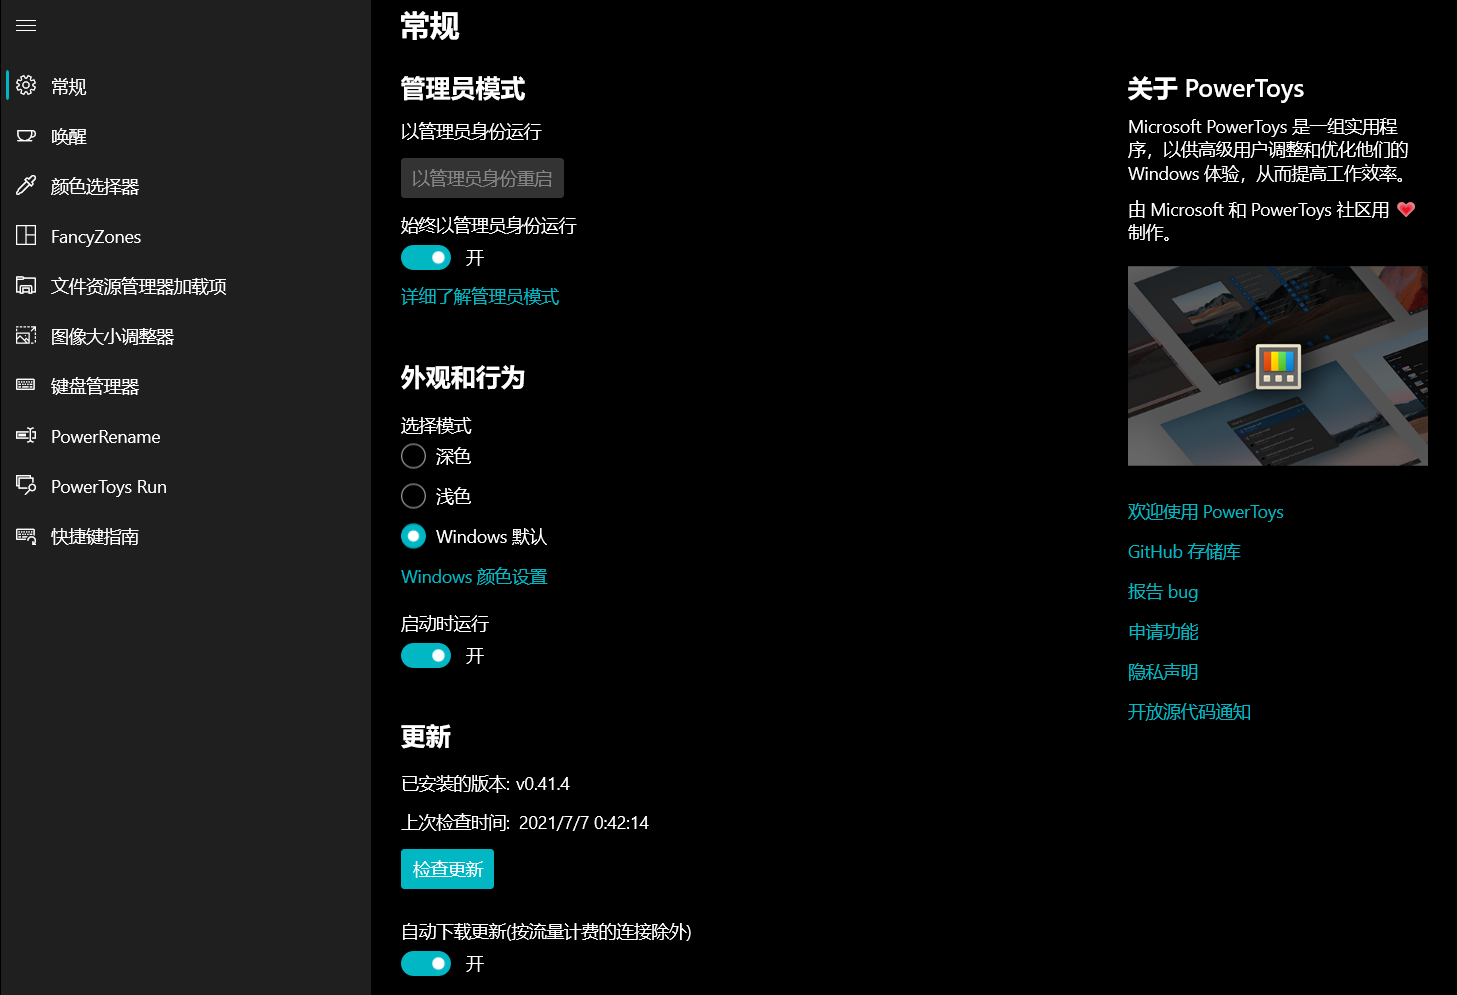 常规
唤醒
颜色选择器
FancyZones
文件资源管理器加载项
图像大小调整器
键盘管理器
PowerRename
PowerToys Run
快捷键指南
常规
管理员模式
以管理员身份运行
以管理员身份重启
始终以管理员身份运行
开
详细了解管理员模式
外观和行为
选择模式
深色
浅色
Windows 默认
Windows 颜色设置
启动时运行
开
更新
已安装的版本: v0.41.4
上次检查时间: 2021/7/7 0:42:14
检查更新
自动下载更新(按流量计费的连接除外)
开
关于 PowerToys
Microsoft PowerToys 是一组实用程
序，以供高级用户调整和优化他们的
Windows 体验，从而提高工作效率。
由 Microsoft 和 PowerToys 社区用 ❤
制作。
欢迎使用 PowerToys
GitHub 存储库
报告 bug
申请功能
隐私声明
开放源代码通知